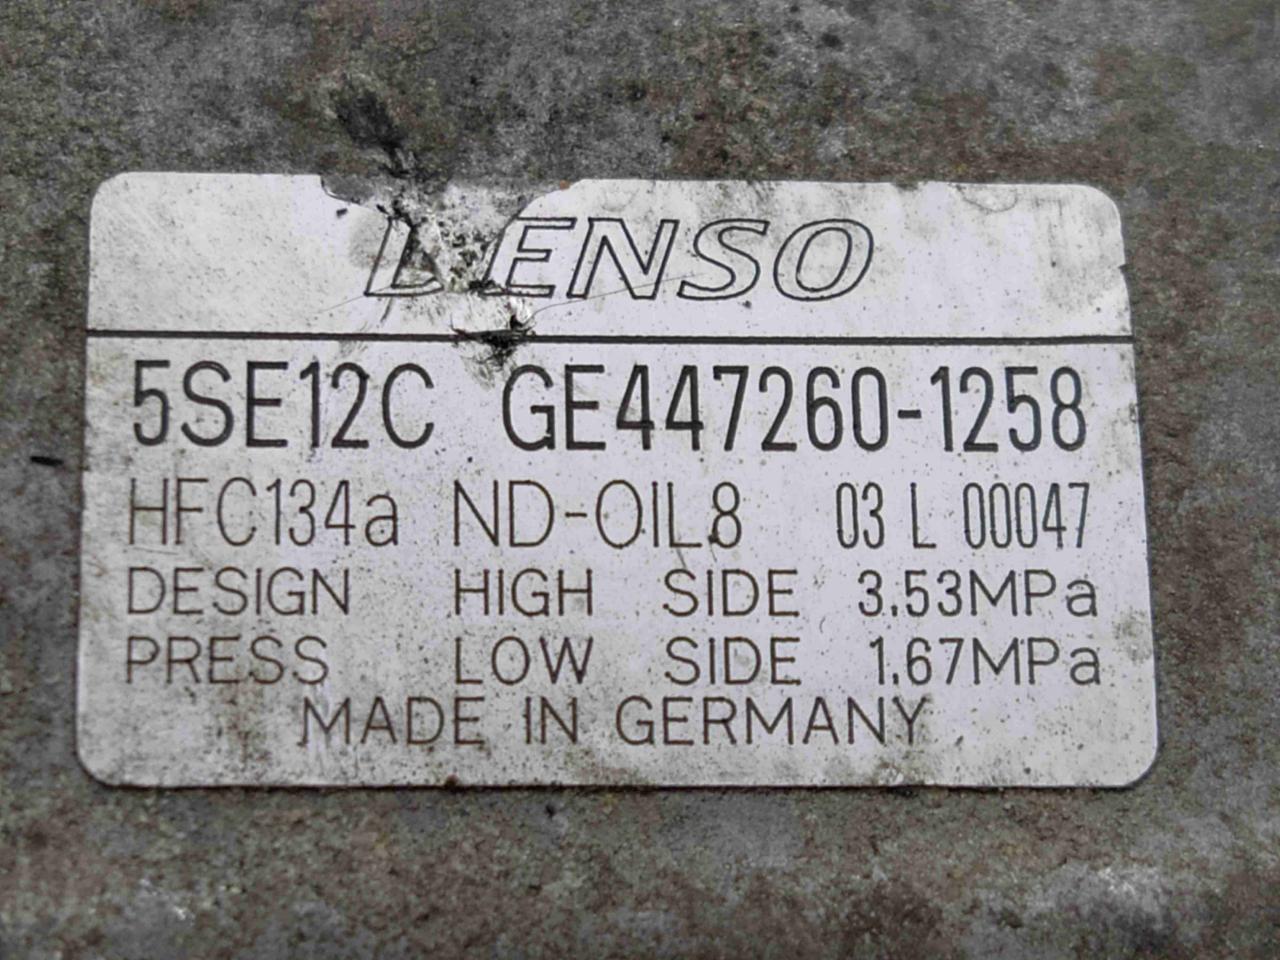 DENSO
5SE12C GE447260-1258
HFC134a ND-OIL8 03 L 00047
DESIGN HIGH SIDE 3.53MPa
PRESS LOW SIDE 1.67MPa
MADE IN GERMANY